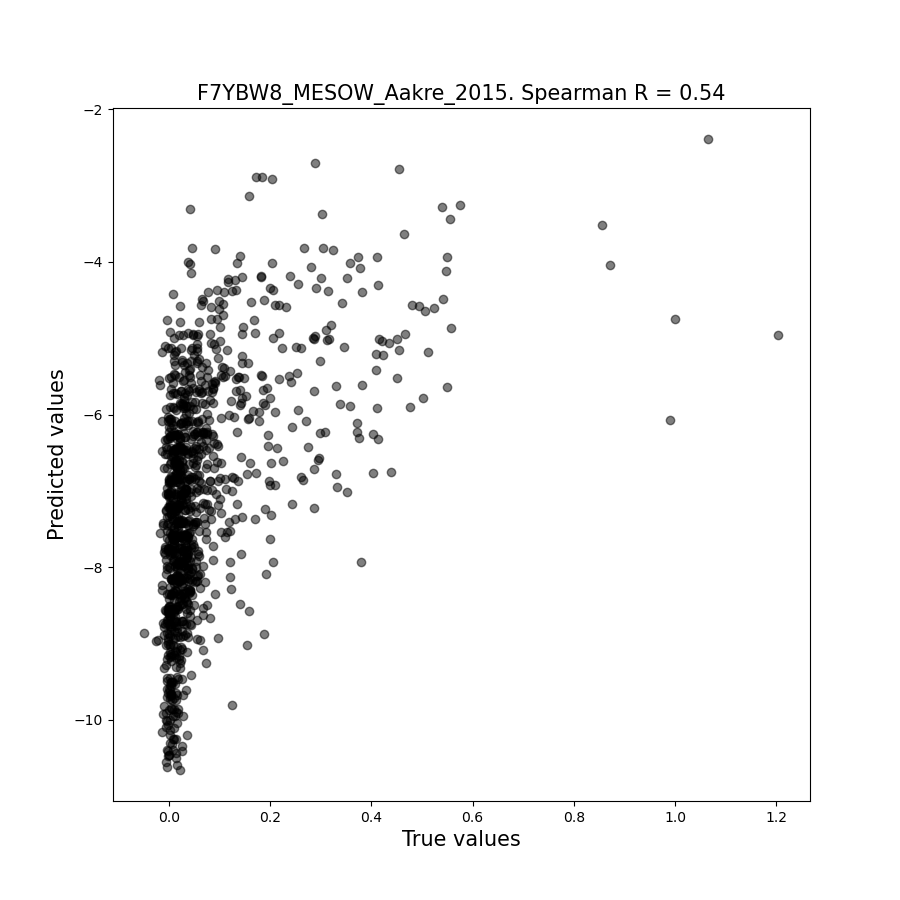 F7YBW8_MESOW_Aakre_2015. Spearman R = 0.54
−2
−4
−6
−8
−10
Predicted values
0.0 0.2 0.4 0.6 0.8 1.0 1.2
True values